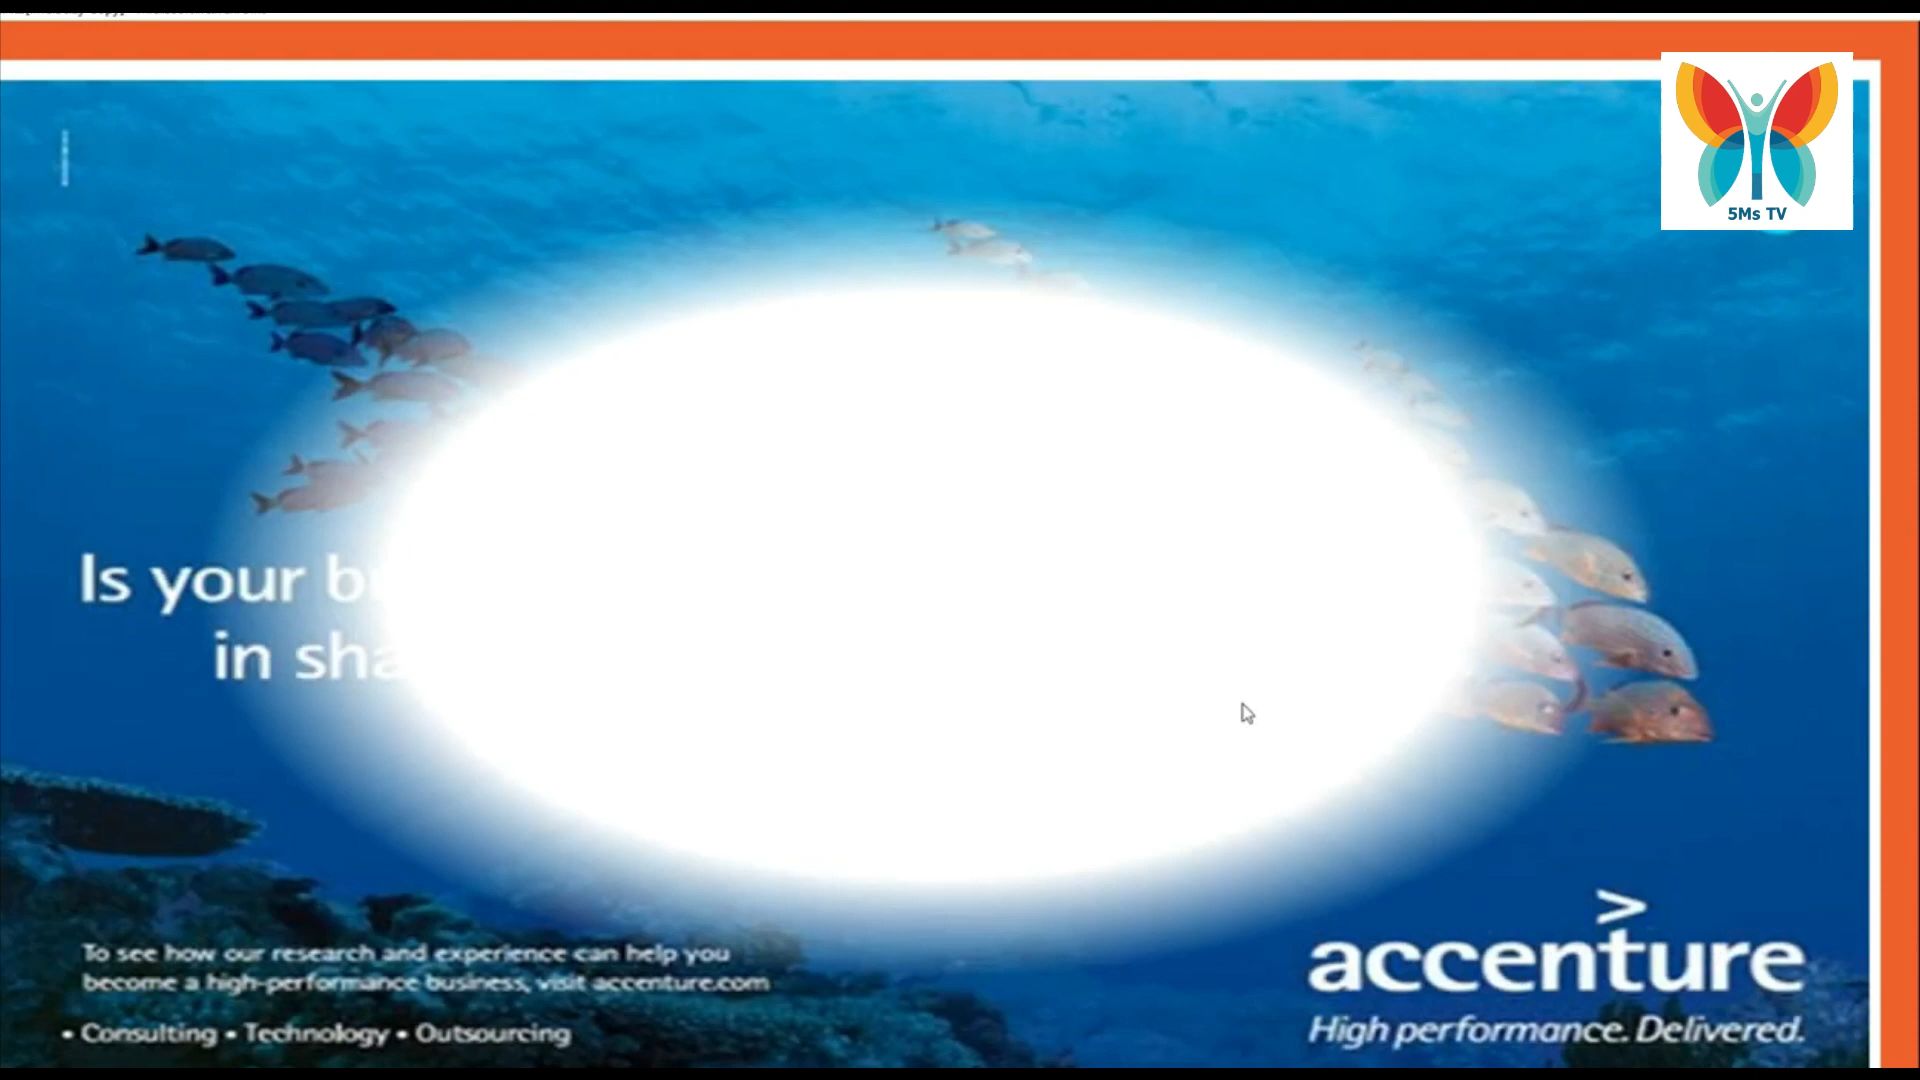 5Ms TV
Is your
in
To see how our research and experience can help you
become a high-performance business, visit accenture.com
• Consulting • Technology • Outsourcing
>
accenture
High performance. Delivered.